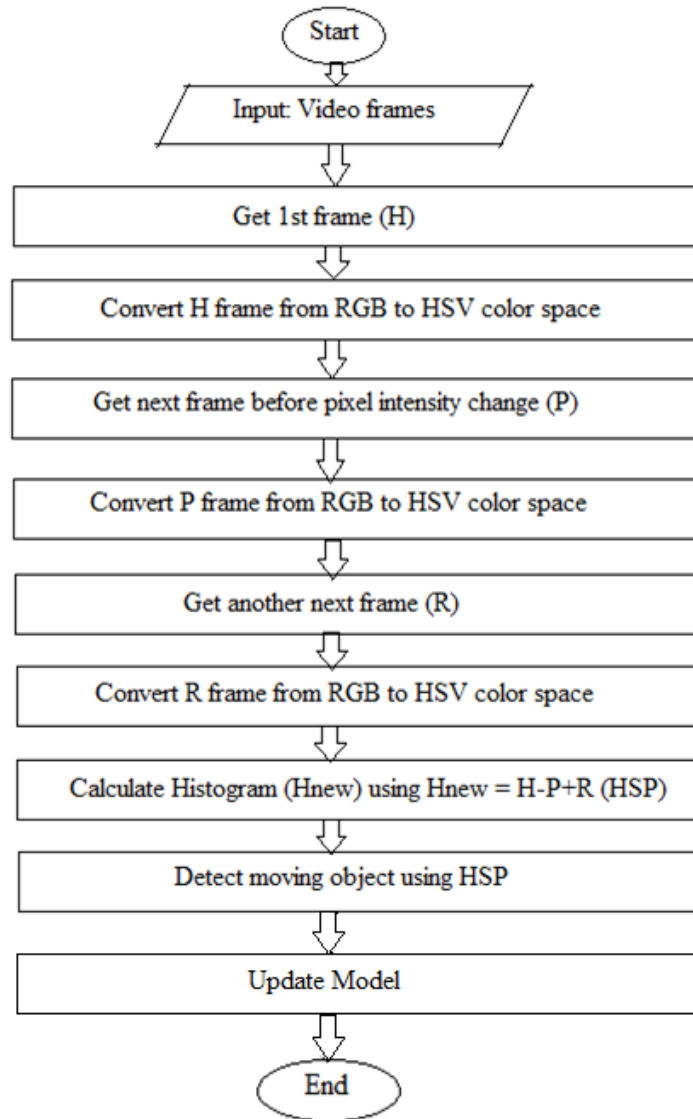 Start
Input: Video frames
Get 1st frame (H)
Convert H frame from RGB to HSV color space
Get next frame before pixel intensity change (P)
Convert P frame from RGB to HSV color space
Get another next frame (R)
Convert R frame from RGB to HSV color space
Calculate Histogram (Hnew) using Hnew = H-P+R (HSP)
Detect moving object using HSP
Update Model
End